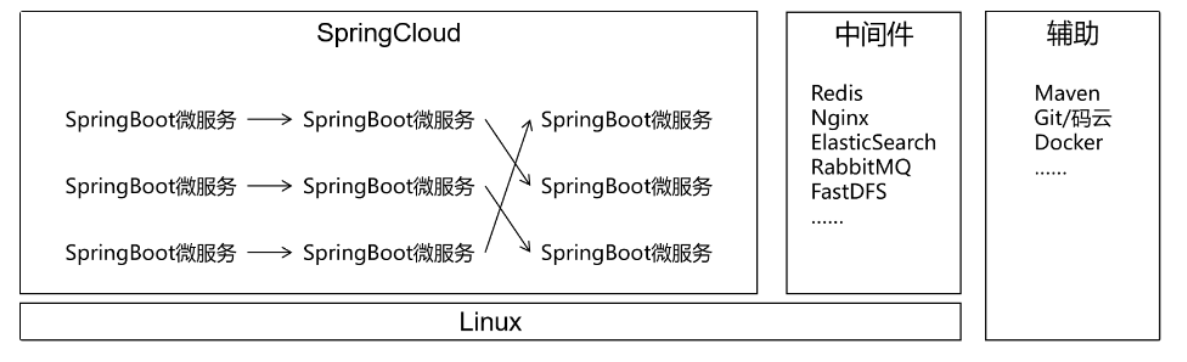 SpringCloud
SpringBoot微服务 SpringBoot微服务 SpringBoot微服务
SpringBoot微服务 SpringBoot微服务 SpringBoot微服务
SpringBoot微服务 SpringBoot微服务 SpringBoot微服务
中间件
Redis
Nginx
ElasticSearch
RabbitMQ
FastDFS
......
辅助
Maven
Git/码云
Docker
......
Linux